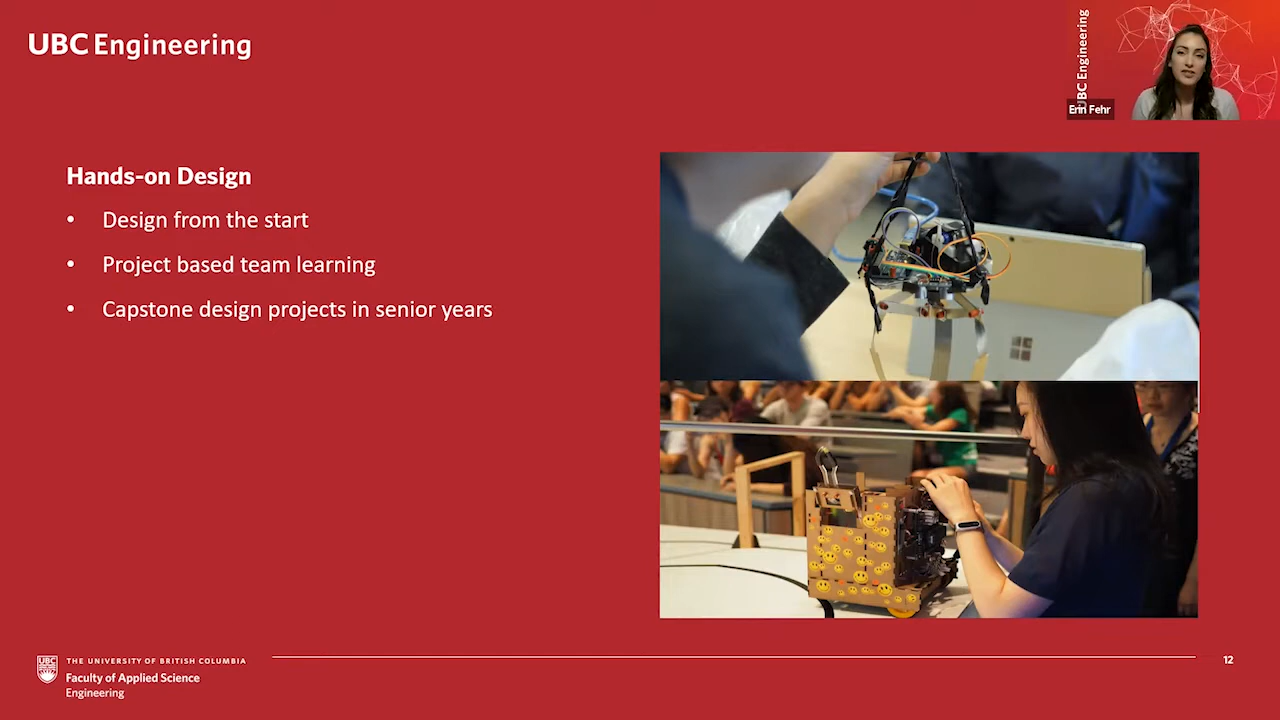 UBC Engineering
UBC Engineering
Erin Fehr
Hands-on Design
• Design from the start
• Project based team learning
• Capstone design projects in senior years
UBC
THE UNIVERSITY OF BRITISH COLUMBIA
Faculty of Applied Science
Engineering
12